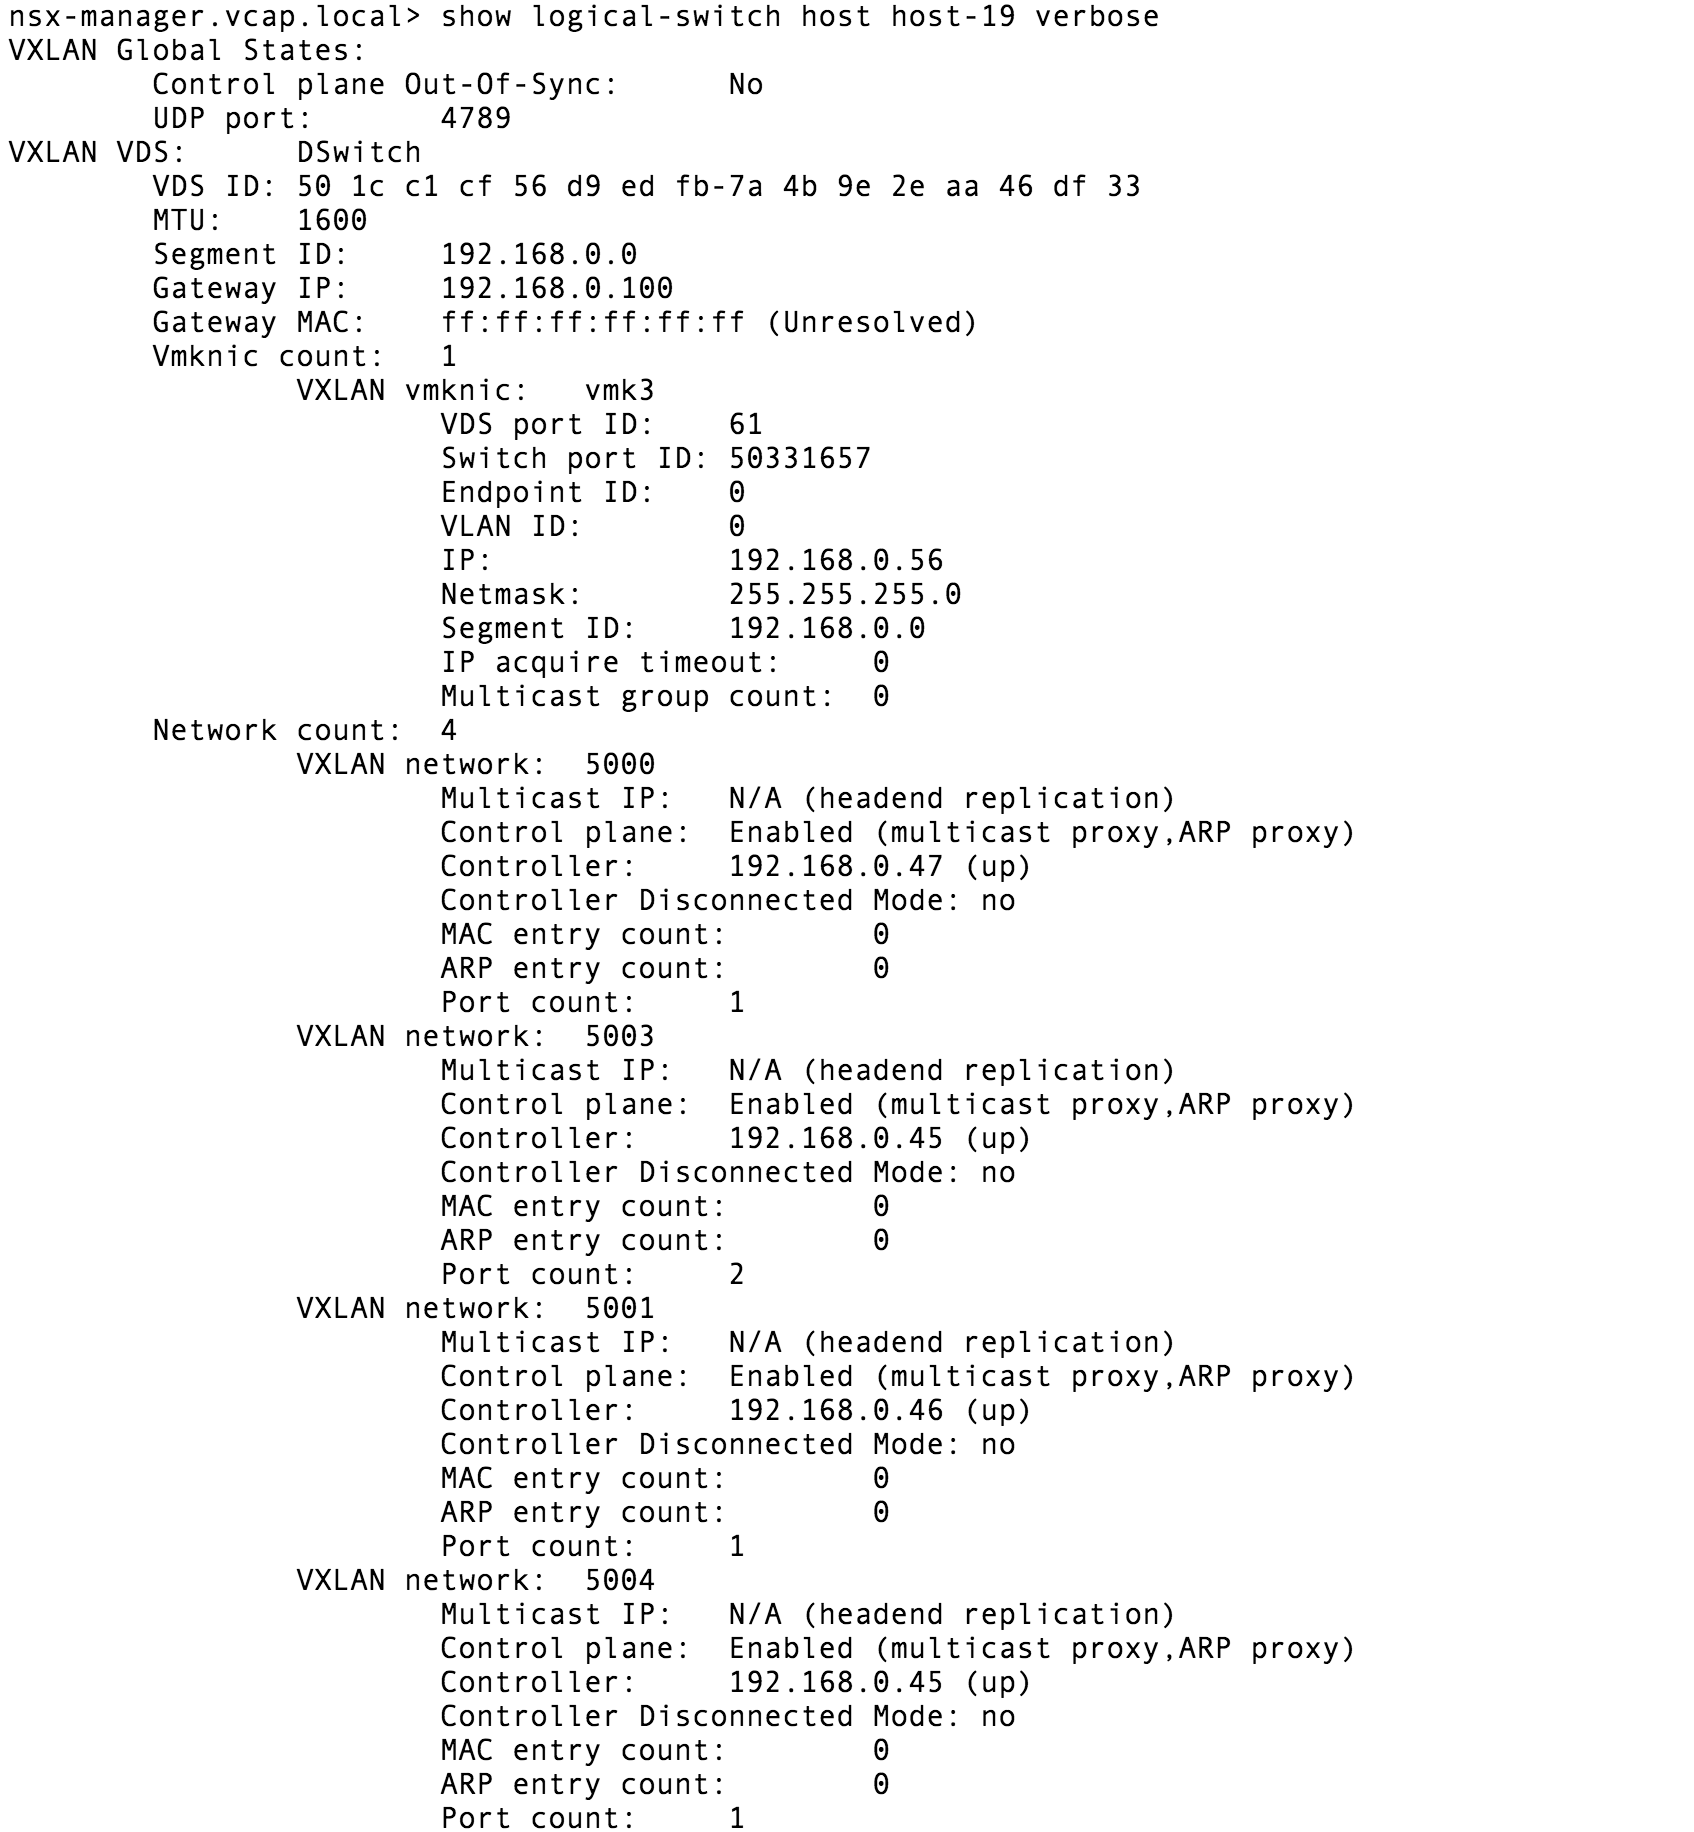 nsx-manager.vcap.local> show logical-switch host host-19 verbose
VXLAN Global States:
Control plane Out-Of-Sync: No
UDP port: 4789
VXLAN VDS: DSwitch
VDS ID: 50 1c c1 cf 56 d9 ed fb-7a 4b 9e 2e aa 46 df 33
MTU: 1600
Segment ID: 192.168.0.0
Gateway IP: 192.168.0.100
Gateway MAC: ff:ff:ff:ff:ff:ff (Unresolved)
Vmknic count: 1
VXLAN vmknic: vmk3
VDS port ID: 61
Switch port ID: 50331657
Endpoint ID: 0
VLAN ID: 0
IP: 192.168.0.56
Netmask: 255.255.255.0
Segment ID: 192.168.0.0
IP acquire timeout: 0
Multicast group count: 0
Network count: 4
VXLAN network: 5000
Multicast IP: N/A (headend replication)
Control plane: Enabled (multicast proxy,ARP proxy)
Controller: 192.168.0.47 (up)
Controller Disconnected Mode: no
MAC entry count: 0
ARP entry count: 0
Port count: 1
VXLAN network: 5003
Multicast IP: N/A (headend replication)
Control plane: Enabled (multicast proxy,ARP proxy)
Controller: 192.168.0.45 (up)
Controller Disconnected Mode: no
MAC entry count: 0
ARP entry count: 0
Port count: 2
VXLAN network: 5001
Multicast IP: N/A (headend replication)
Control plane: Enabled (multicast proxy,ARP proxy)
Controller: 192.168.0.46 (up)
Controller Disconnected Mode: no
MAC entry count: 0
ARP entry count: 0
Port count: 1
VXLAN network: 5004
Multicast IP: N/A (headend replication)
Control plane: Enabled (multicast proxy,ARP proxy)
Controller: 192.168.0.45 (up)
Controller Disconnected Mode: no
MAC entry count: 0
ARP entry count: 0
Port count: 1